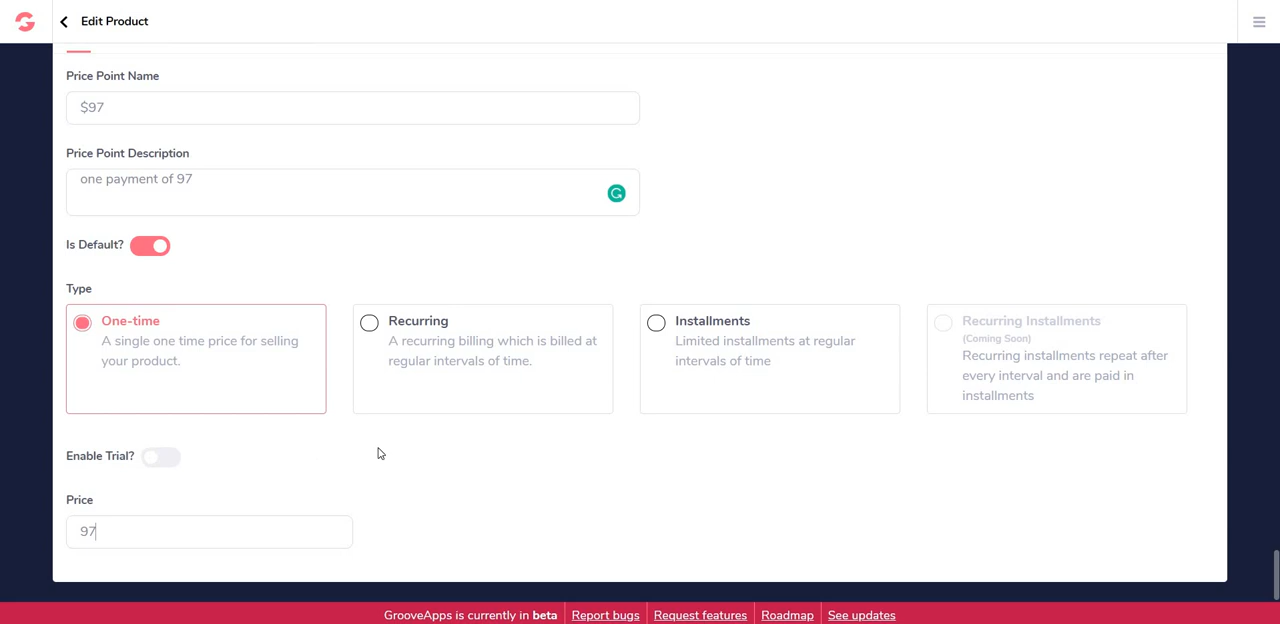 Edit Product
Price Point Name
$97
Price Point Description
one payment of 97
Is Default?
Type
One-time
A single one time price for selling
your product.
Recurring
A recurring billing which is billed at
regular intervals of time.
Installments
Limited installments at regular
intervals of time
Recurring Installments
(Coming Soon)
Recurring installments repeat after
every interval and are paid in
installments
Enable Trial?
Price
97
GrooveApps is currently in beta
Report bugs
Request features
Roadmap
See updates